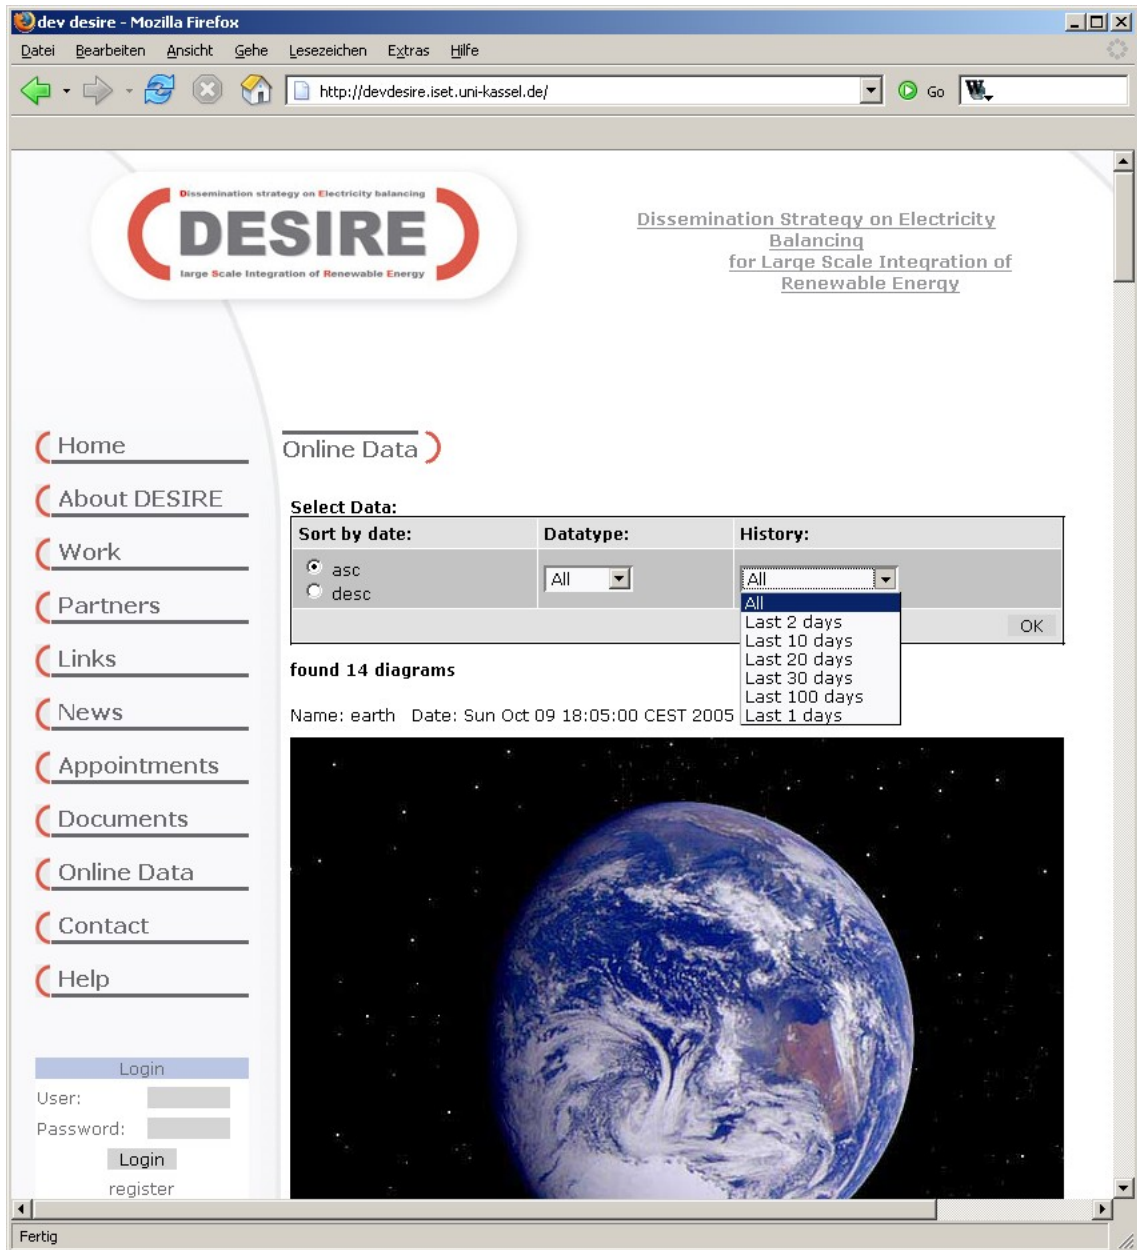 dev desire - Mozilla Firefox
Datei Bearbeiten Ansicht Gehe Lesezeichen Extras Hilfe
http://devdesire.iset.uni-kassel.de/
Go
W
Dissemination strategy on Electricity balancing
DESIRE
large Scale Integration of Renewable Energy
Dissemination Strategy on Electricity
Balancing
for Large Scale Integration of
Renewable Energy
Home
About DESIRE
Work
Partners
Links
News
Appointments
Documents
Online Data
Contact
Help
Login
User:
Password:
Login
register
Online Data
Select Data:
Sort by date: Datatype: History:
asc
desc
All
All
All
Last 2 days
Last 10 days
Last 20 days
Last 30 days
Last 100 days
Last 1 days
OK
found 14 diagrams
Name: earth Date: Sun Oct 09 18:05:00 CEST 2005
Fertig